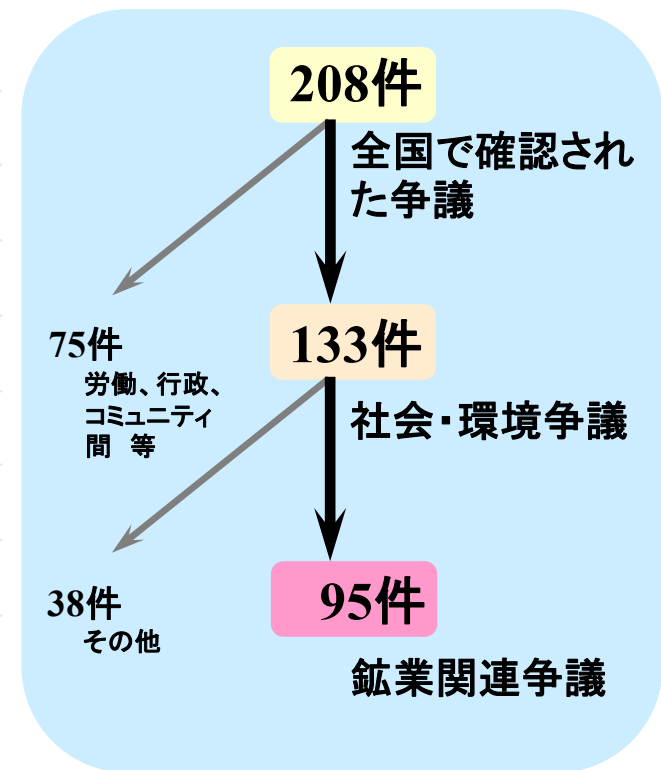 208件
全国で確認され
た争議
75件
労働、行政、
コミュニティ
間 等
133件
社会・環境争議
38件
その他
95件
鉱業関連争議